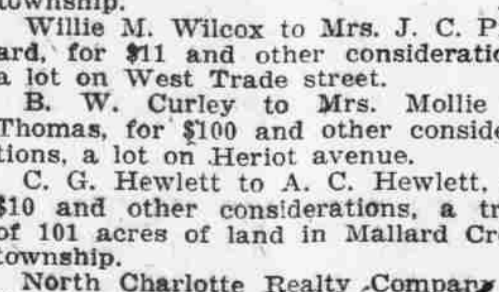 township.
Willie M. Wilcox to Mrs. J. C. P
ard, for $11 and other consideratio
a lot on West Trade street.
B. W. Curley to Mrs. Mollie
Thomas, for $100 and other conside
tions, a lot on Heriot avenue.
C. G. Hewlett to A. C. Hewlett,
$10 and other considerations, a tr
of 101 acres of land in Mallard Cr
township.
North Charlotte Realty Company